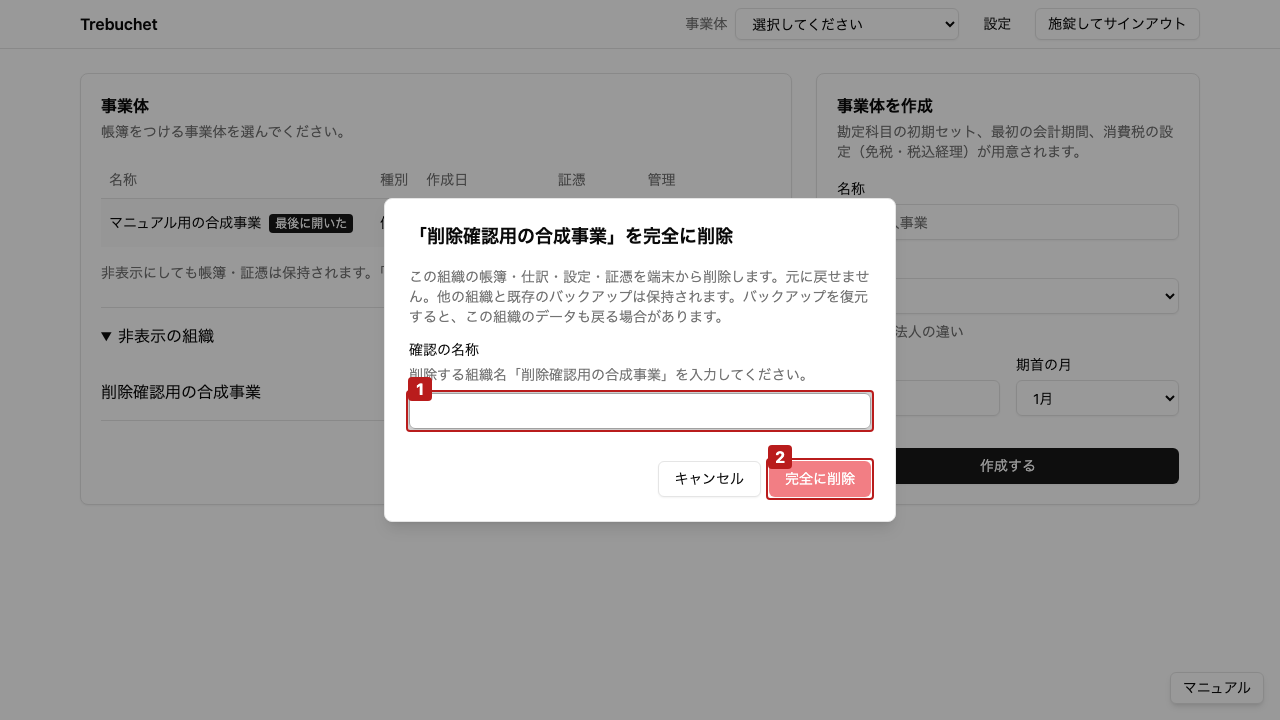 Trebuchet
事業体
選択してください
設定
施錠してサインアウト
事業体
帳簿をつける事業体を選んでください。
名称
種別
作成日
証憑
管理
マニュアル用の合成事業
最後に開いた
非表示にしても帳簿・証憑は保持されます。
▼ 非表示の組織
削除確認用の合成事業
事業体を作成
勘定科目の初期セット、最初の会計期間、消費税の設
定（免税・税込経理）が用意されます。
名称
人事業
法人の違い
期首の月
1月
作成する
「削除確認用の合成事業」を完全に削除
この組織の帳簿・仕訳・設定・証憑を端末から削除します。元に戻せませ
ん。他の組織と既存のバックアップは保持されます。バックアップを復元
すると、この組織のデータも戻る場合があります。
確認の名称
削除する組織名「削除確認用の合成事業」を入力してください。
1
キャンセル
2
完全に削除
マニュアル